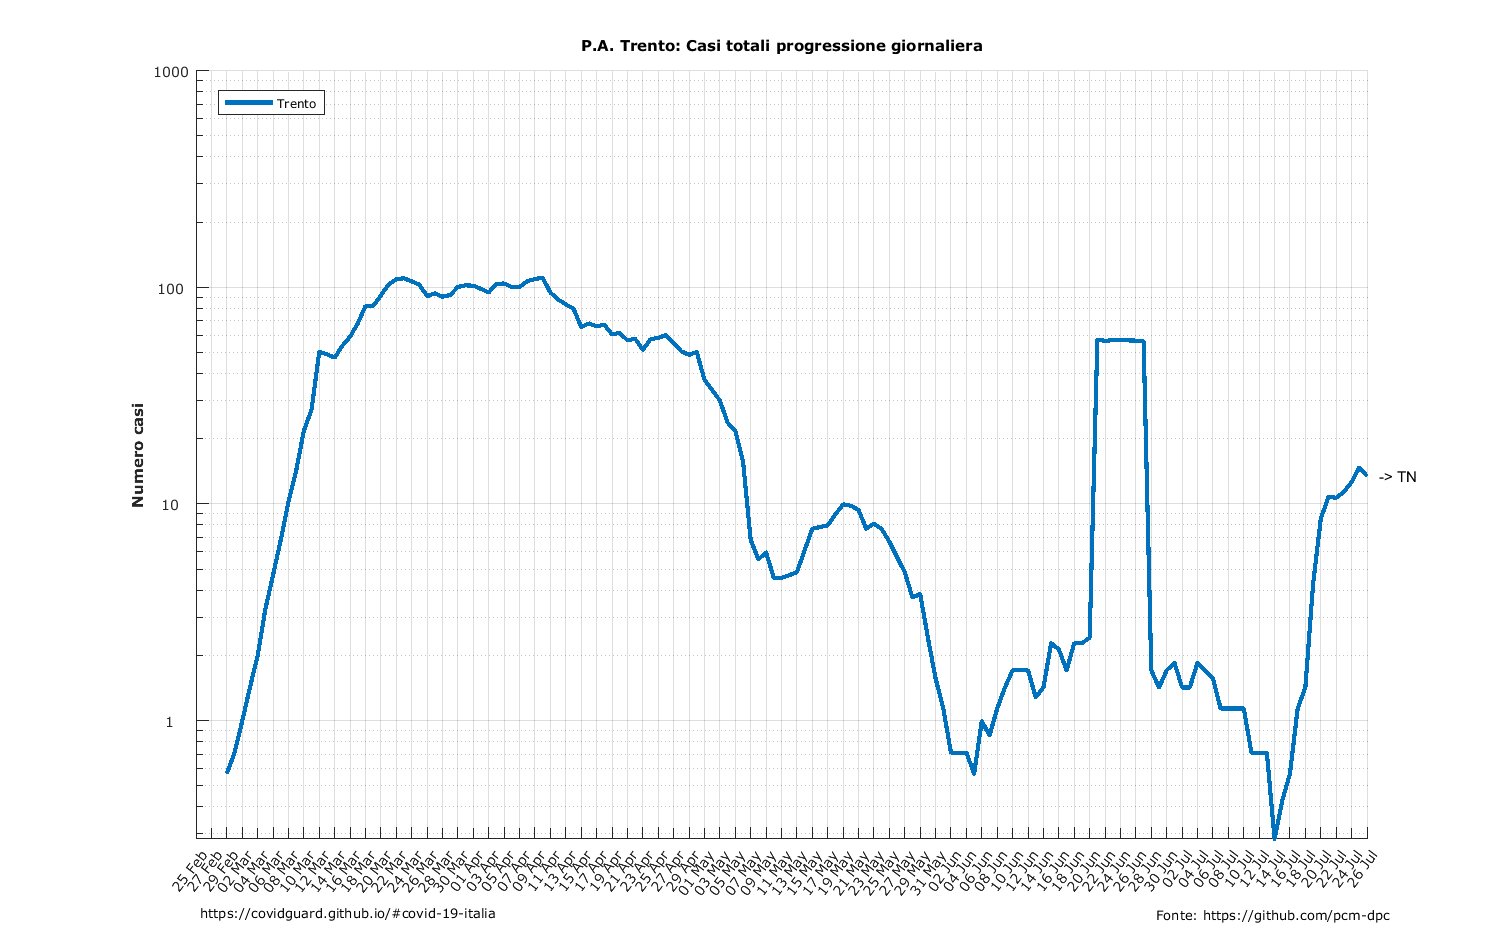 P.A. Trento: Casi totali progressione giornaliera
1000
Trento
100
Numero casi
10
-> TN
1
25 Feb
27 Feb
29 Feb
02 Mar
04 Mar
06 Mar
08 Mar
10 Mar
12 Mar
14 Mar
16 Mar
18 Mar
20 Mar
22 Mar
24 Mar
26 Mar
28 Mar
30 Mar
01 Apr
03 Apr
05 Apr
07 Apr
09 Apr
11 Apr
13 Apr
15 Apr
17 Apr
19 Apr
21 Apr
23 Apr
25 Apr
27 Apr
29 Apr
01 May
03 May
05 May
07 May
09 May
11 May
13 May
15 May
17 May
19 May
21 May
23 May
25 May
27 May
29 May
31 May
02 Jun
04 Jun
06 Jun
08 Jun
10 Jun
12 Jun
14 Jun
16 Jun
18 Jun
20 Jun
22 Jun
24 Jun
26 Jun
28 Jun
30 Jun
02 Jul
04 Jul
06 Jul
08 Jul
10 Jul
12 Jul
14 Jul
16 Jul
18 Jul
20 Jul
22 Jul
24 Jul
26 Jul
https://covidguard.github.io/#covid-19-italia
Fonte: https://github.com/pcm-dpc